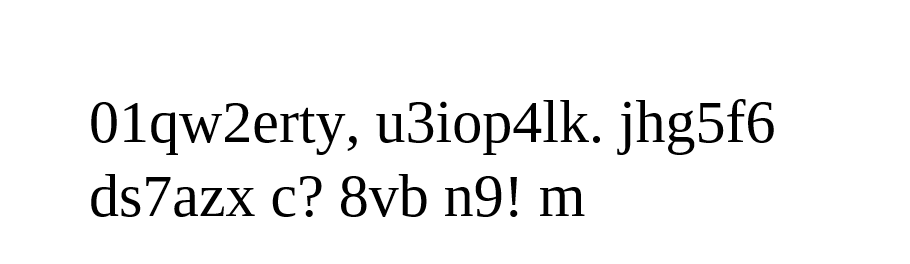 01qw2erty, u3iop4lk. jhg5f6
ds7azx c? 8vb n9! m